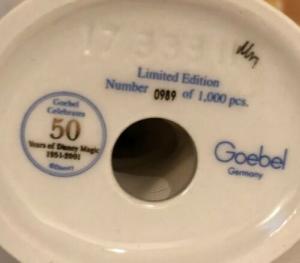 Limited Edition
Number 0989 of 1,000 pcs.
Goebel
Celebrates
50
Years of Disney Magic
1951-2001
©Disney
Goebel
Germany